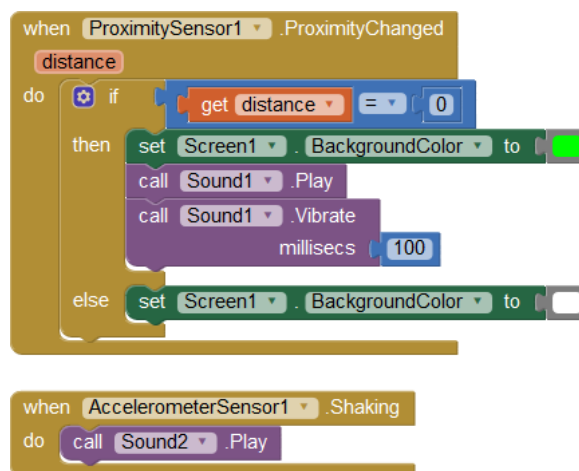 when ProximitySensor1 .ProximityChanged
distance
do if get distance = 0
then set Screen1 . BackgroundColor to
call Sound1 .Play
call Sound1 .Vibrate
millisecs 100
else set Screen1 . BackgroundColor to
when AccelerometerSensor1 .Shaking
do call Sound2 .Play